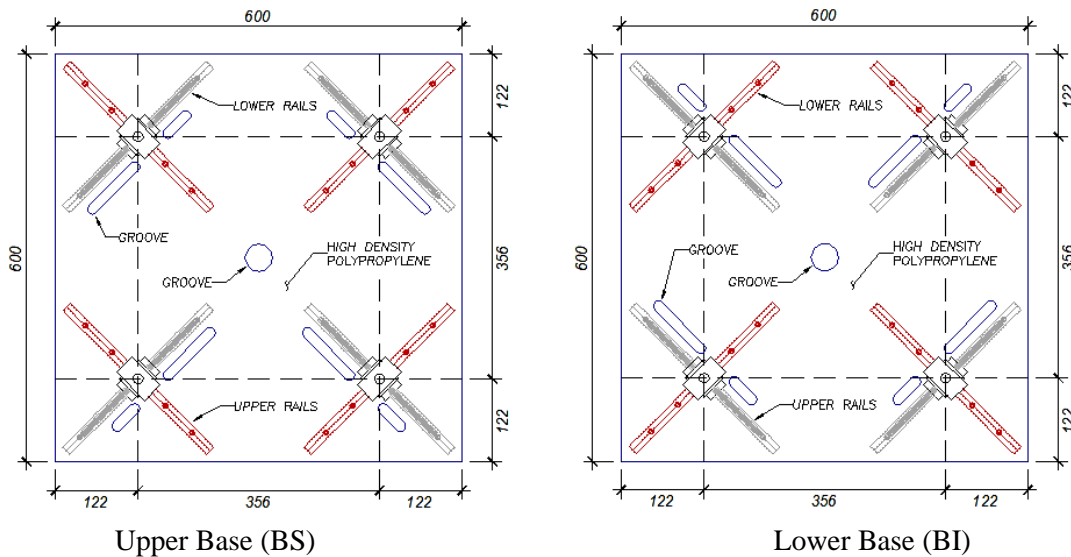 600
600
LOWER RAILS
LOWER RAILS
122
122
GROOVE
HIGH DENSITY
POLYPROPYLENE
GROOVE
600
356
GROOVE
HIGH DENSITY
POLYPROPYLENE
GROOVE
600
356
UPPER RAILS
UPPER RAILS
122
122
122
356
122
122
356
122
Upper Base (BS)
Lower Base (BI)